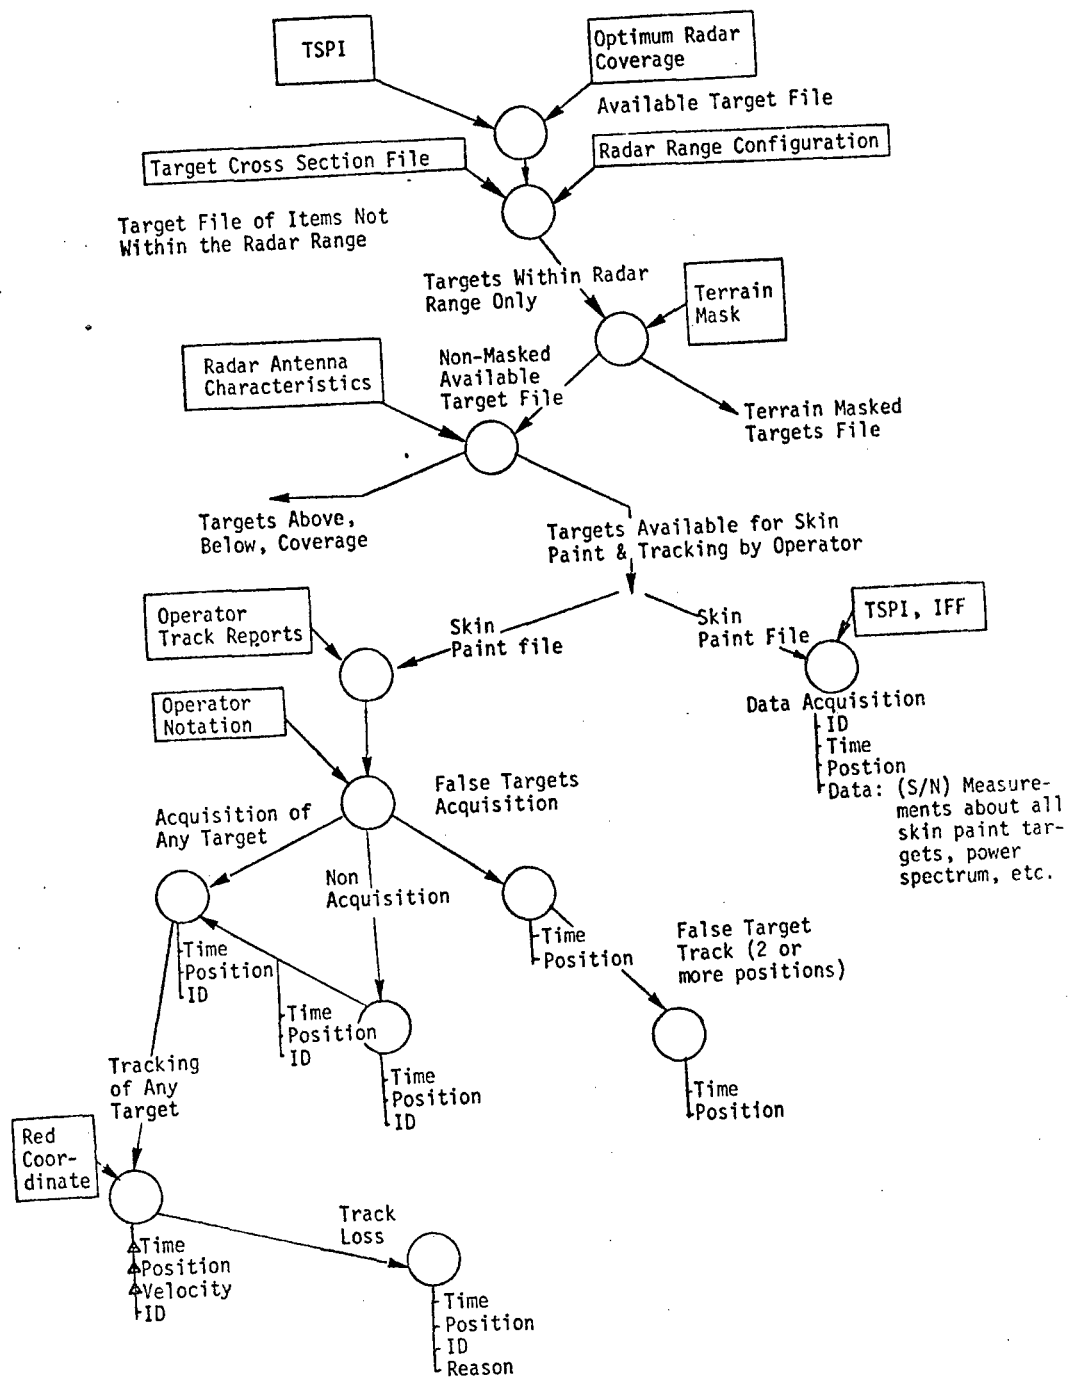 TSPI
Optimum Radar
Coverage
Available Target File
Target Cross Section File
Radar Range Configuration
Target File of Items Not
Within the Radar Range
Targets Within Radar
Range Only
Terrain
Mask
Radar Antenna
Characteristics
Non-Masked
Available
Target File
Terrain Masked
Targets File
Targets Above,
Below, Coverage
Targets Available for Skin
Paint & Tracking by Operator
Operator
Track Reports
Skin
Paint file
Skin
Paint File
TSPI, IFF
Operator
Notation
Data Acquisition
ID
Time
Postion
Data: (S/N) Measure-
ments about all
skin paint tar-
gets, power
spectrum, etc.
False Targets
Acquisition
Acquisition of
Any Target
Non
Acquisition
Time
Position
ID
Time
Position
ID
Time
Position
ID
Time
Position
False Target
Track (2 or
more positions)
Time
Position
Tracking
of Any
Target
Red
Coor-
dinate
Time
Position
Velocity
ID
Track
Loss
Time
Position
ID
Reason